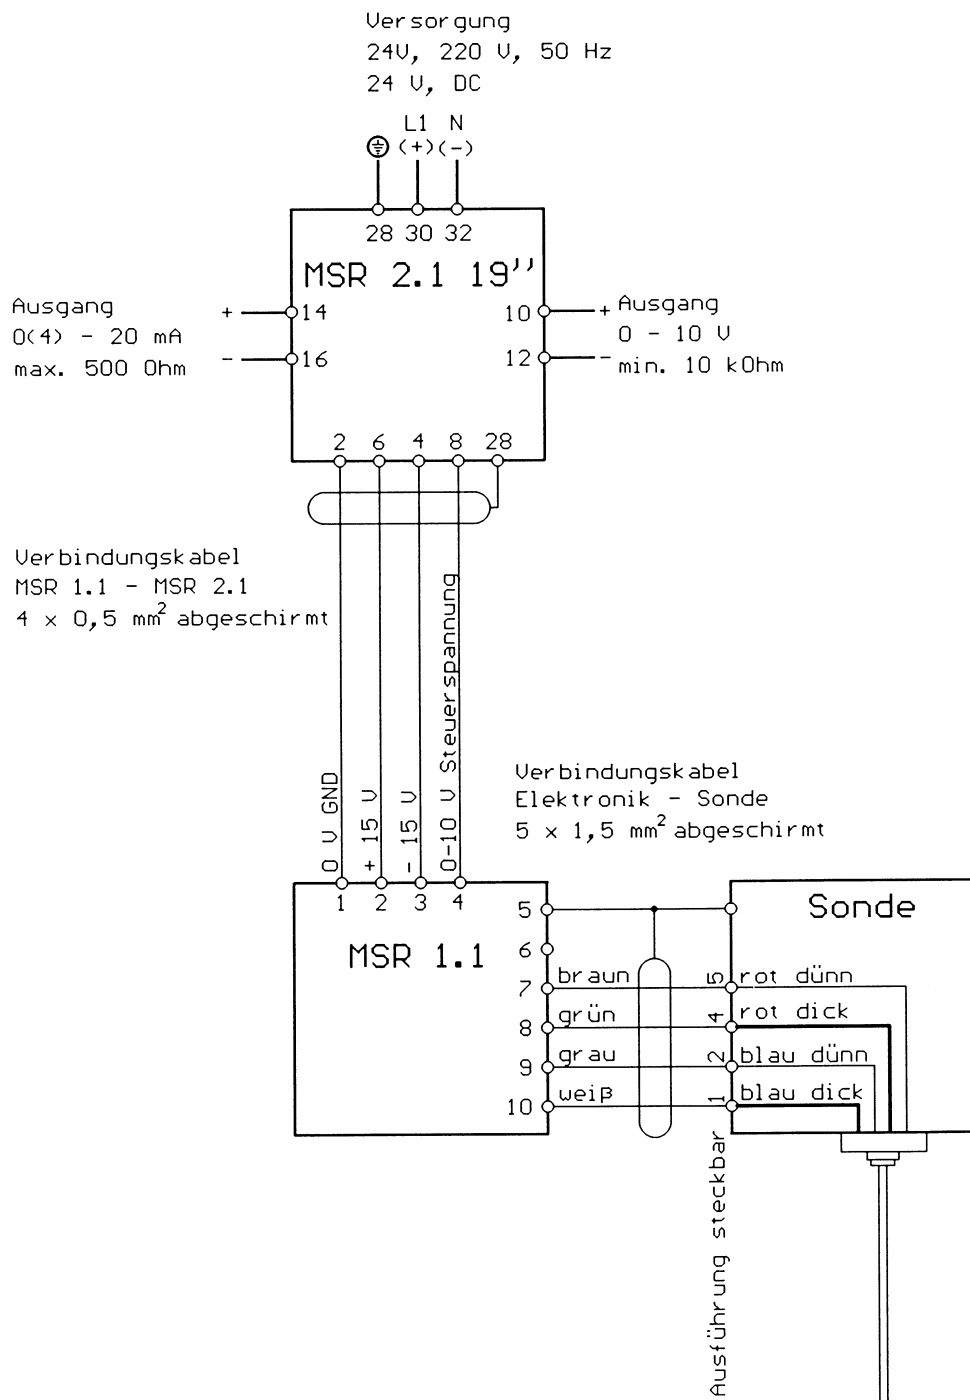 Versorgung
24V, 220 V, 50 Hz
24 V, DC
L1 N
(+) (-)
28 30 32
MSR 2.1 19’’
Ausgang
0(4) - 20 mA
max. 500 Ohm
+ 14
- 16
10 +
12 -
Ausgang
0 - 10 V
min. 10 kOhm
2 6 4 8 28
Verbindungskabel
MSR 1.1 - MSR 2.1
4 x 0,5 mm² abgeschirmt
0 V GND
+ 15 V
- 15 V
0-10 V Steuerspannung
Verbindungskabel
Elektronik - Sonde
5 x 1,5 mm² abgeschirmt
1 2 3 4
MSR 1.1
5
6
7 braun
8 grün
9 grau
10 weiß
Sonde
5 rot dünn
4 rot dick
2 blau dünn
1 blau dick
Ausführung steckbar